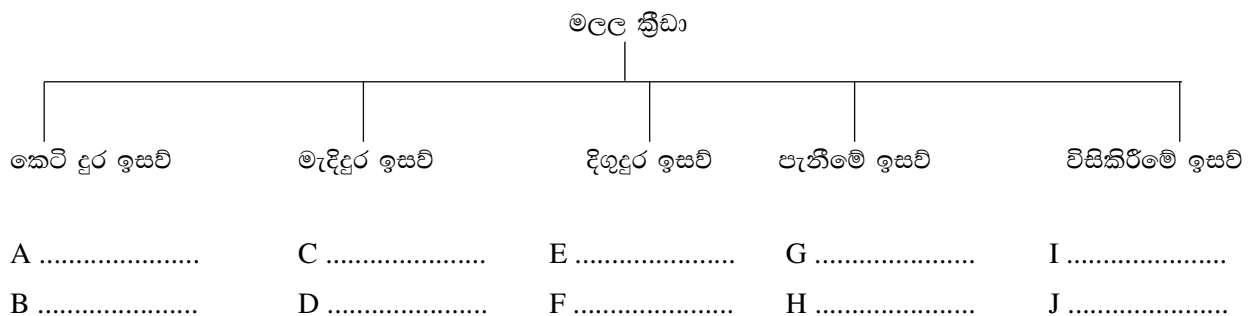 මලල ක්‍රීඩා
කෙටි දුර ඉසව් මැදිදුර ඉසව් දිගුදුර ඉසව් පැනීමේ ඉසව් විසිකිරීමේ ඉසව්
A ...................... C ...................... E ...................... G ...................... I ......................
B ...................... D ...................... F ...................... H ...................... J ......................